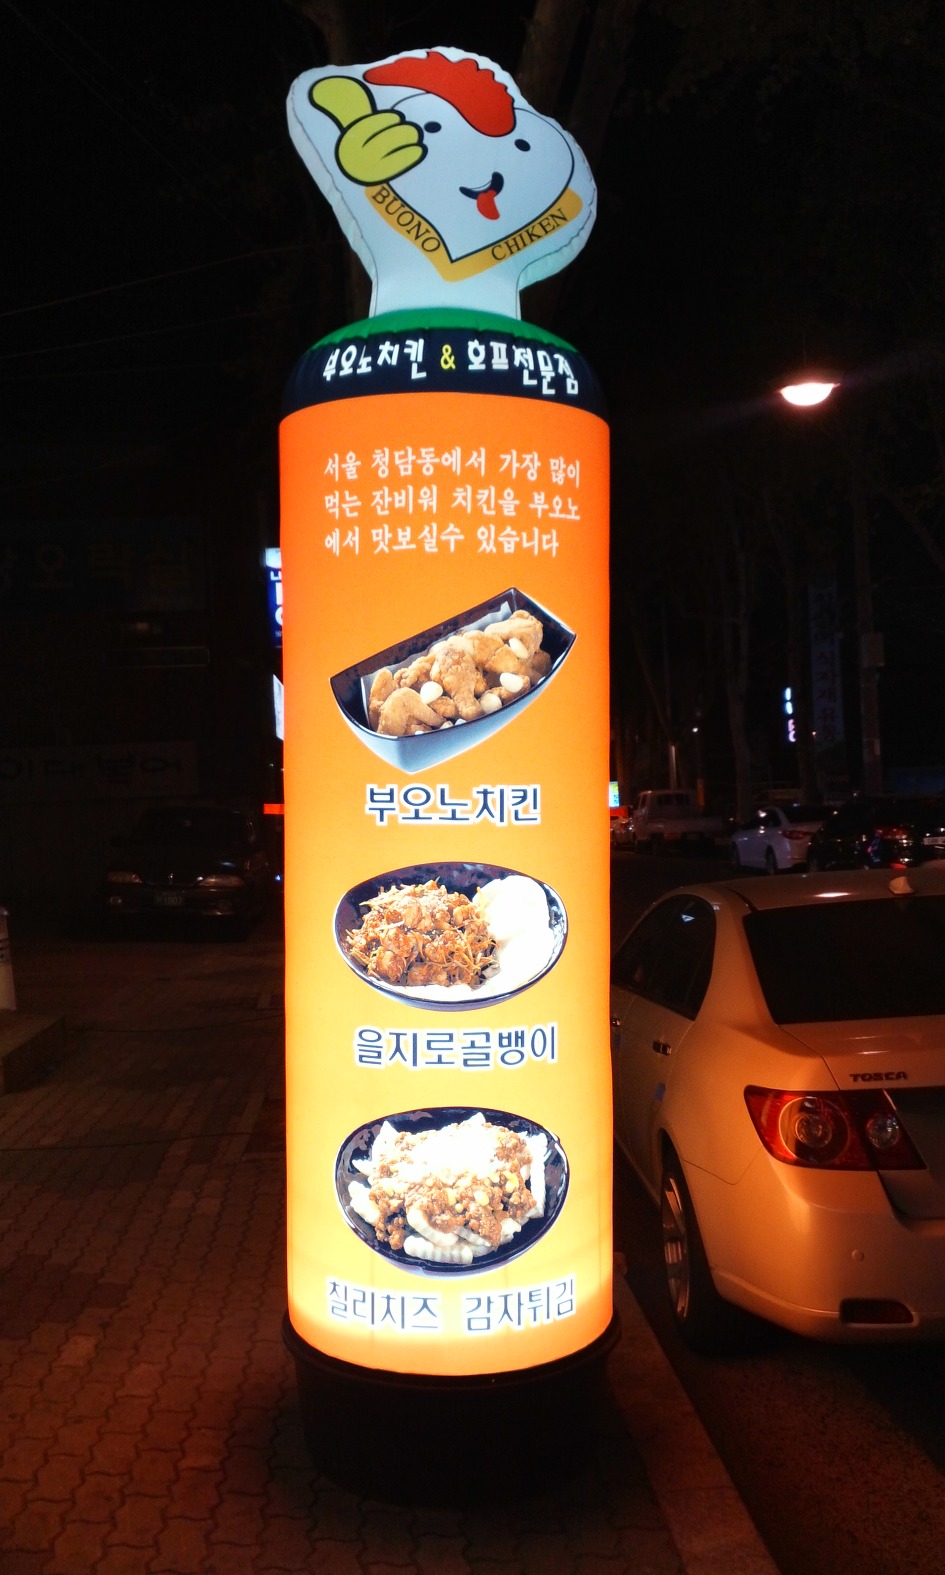 BUONO
CHIKEN
부오노치킨 & 호프전문점
서울 청담동에서 가장 많이
먹는 잔비워 치킨을 부오노
에서 맛보실수 있습니다
부오노치킨
을지로골뱅이
칠리치즈 감자튀김
TOSCA